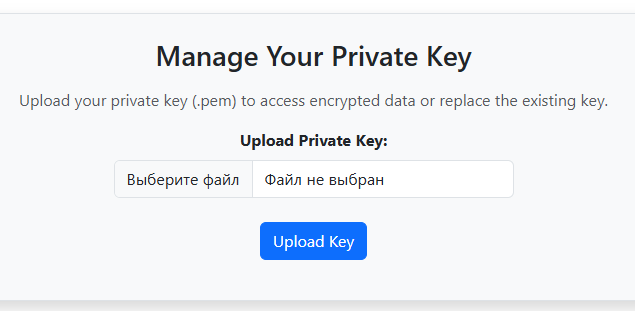 Manage Your Private Key
Upload your private key (.pem) to access encrypted data or replace the existing key.
Upload Private Key:
Выберите файл Файл не выбран
Upload Key